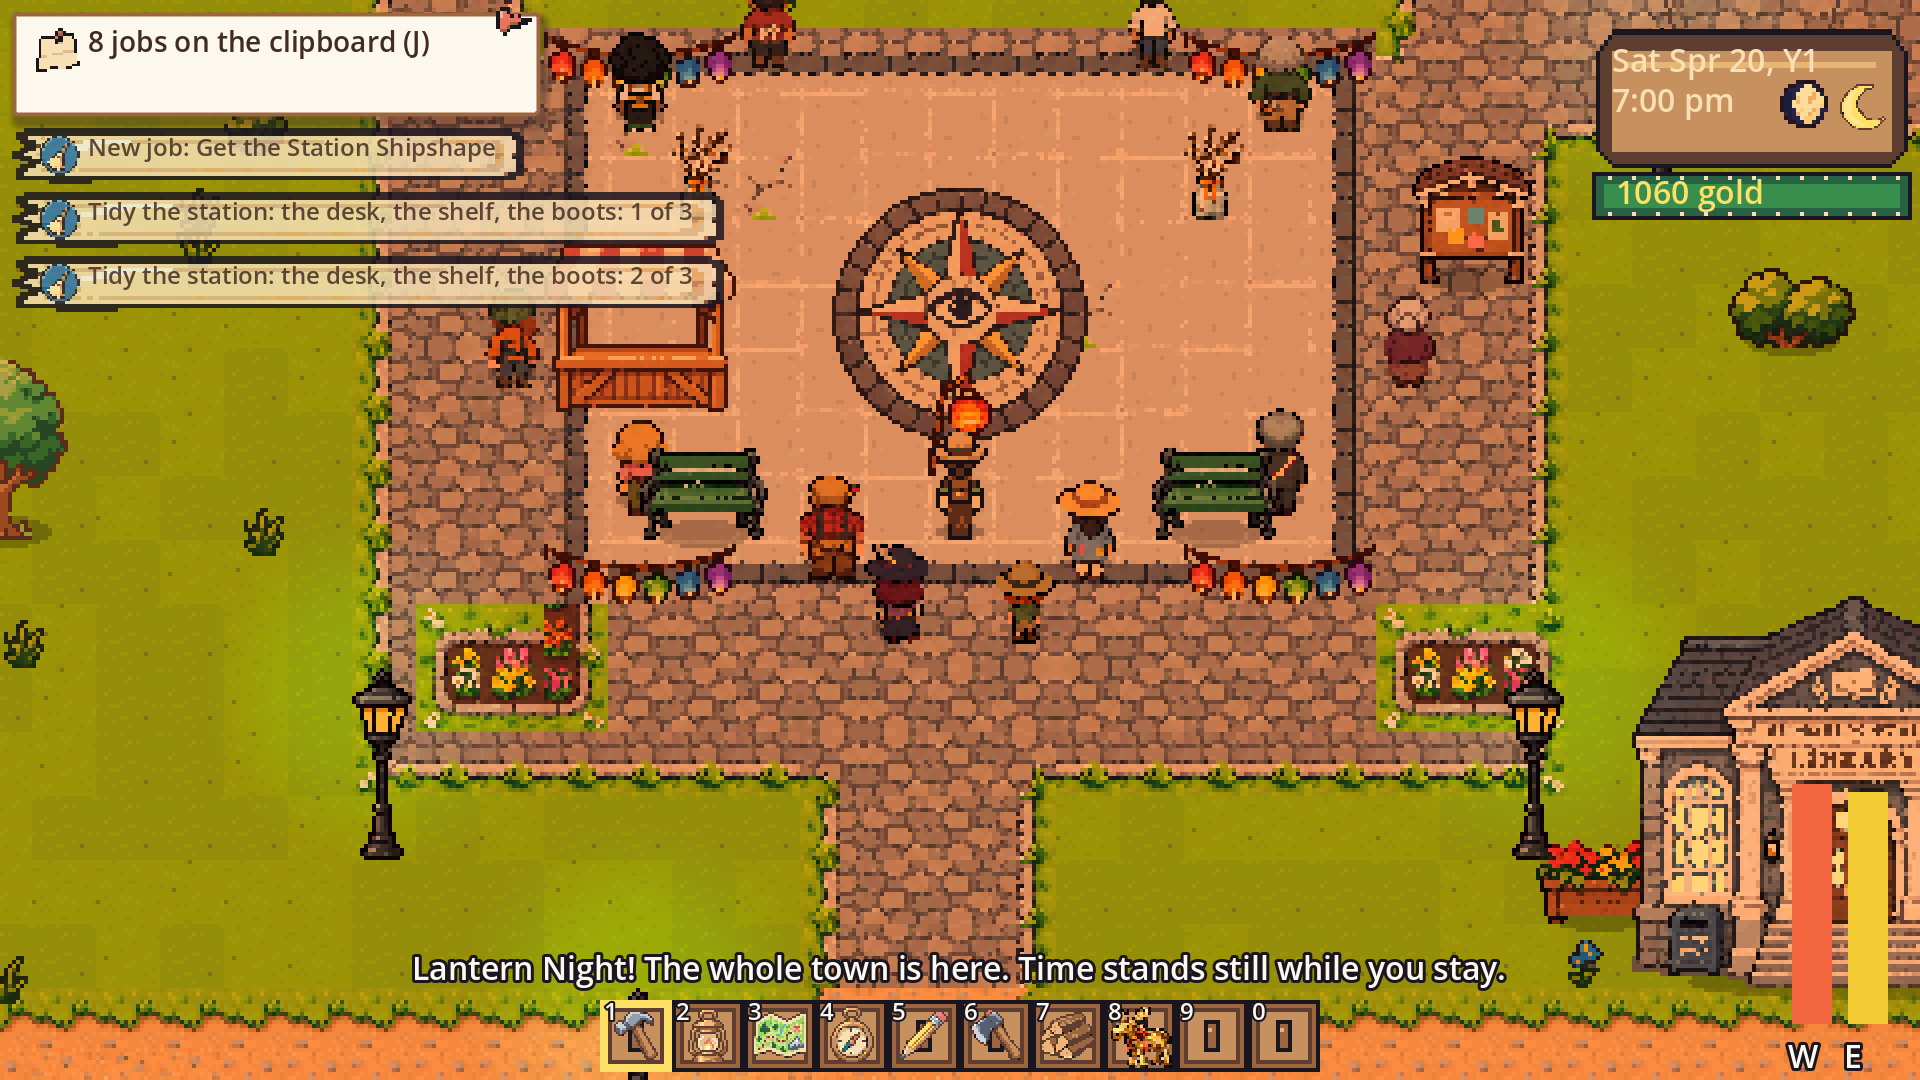 8 jobs on the clipboard (J)
New job: Get the Station Shipshape
Tidy the station: the desk, the shelf, the boots: 1 of 3
Tidy the station: the desk, the shelf, the boots: 2 of 3
Sat Spr 20, Y1
7:00 pm
1060 gold
Lantern Night! The whole town is here. Time stands still while you stay.
1 2 3 4 5 6 7 8 9 0
W E